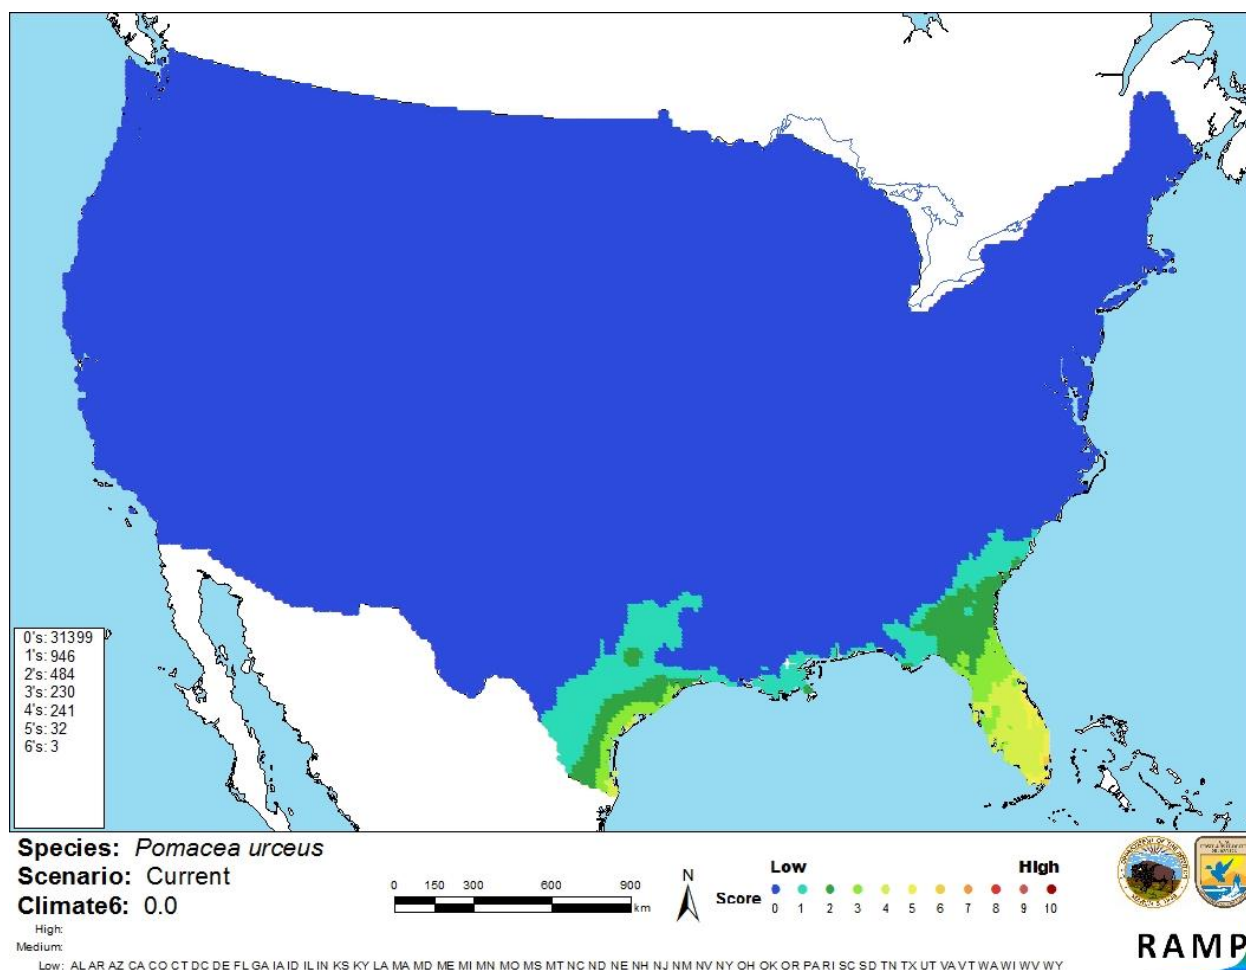 0's: 31399
1's: 946
2's: 484
3's: 230
4's: 241
5's: 32
6's: 3
Species: Pomacea urceus
Scenario: Current
Climate6: 0.0
High:
Medium:
Low: AL AR AZ CA CO CT DC DE FL GA IA ID IL IN KS KY LA MA MD ME MI MN MO MS MT NC ND NE NH NJ NM NV NY OH OK OR PA RI SC SD TN TX UT VA VT WA WI WV WY
0 150 300 600 900
km
N
Low High
Score
0 1 2 3 4 5 6 7 8 9 10
RAMP